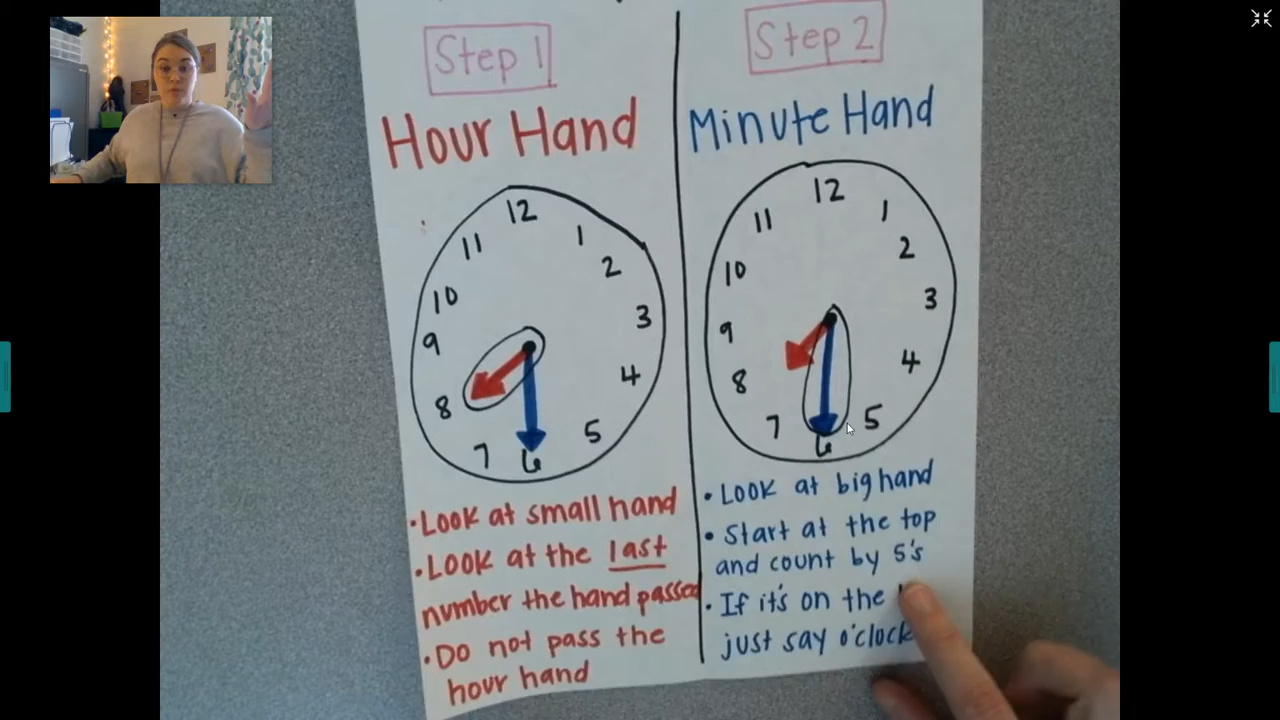 Step 1
Hour Hand
12
11
1
10
2
9
3
8
4
7
6
5
• Look at small hand
• Look at the last
number the hand passed
• Do not pass the
hour hand
Step 2
Minute Hand
12
11
1
10
2
9
3
8
4
7
6
5
• Look at big hand
• Start at the top
and count by 5's
• If it's on the
just say o'clock